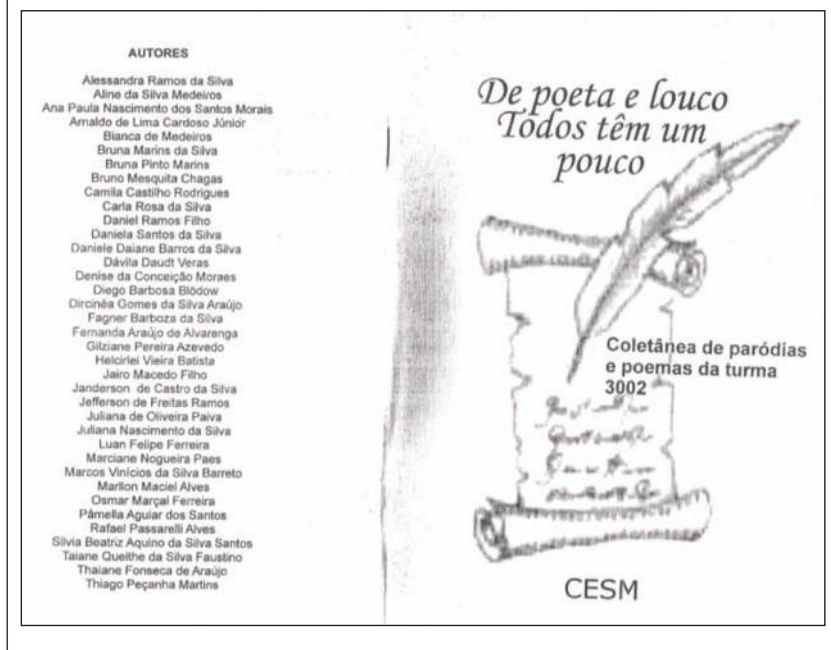 AUTORES
Alessandra Ramos da Silva
Aline da Silva Medeiros
Ana Paula Nascimento dos Santos Morais
Arnaldo de Lima Cardoso Júnior
Bianca de Medeiros
Bruna Marins da Silva
Bruna Pinto Marins
Bruno Mesquita Chagas
Camila Castilho Rodrigues
Carla Rosa da Silva
Daniel Ramos Filho
Daniela Santos da Silva
Daniele Daiane Barros da Silva
Dávila Daudt Veras
Denise da Conceição Moraes
Diego Barbosa Blödow
Dircinéa Gomes da Silva Araújo
Fagner Barboza da Silva
Fernanda Araújo de Alvarenga
Gilziane Pereira Azevedo
Helcirlei Vieira Batista
Jairo Macedo Filho
Janderson de Castro da Silva
Jefferson de Freitas Ramos
Juliana de Oliveira Paiva
Juliana Nascimento da Silva
Luan Felipe Ferreira
Marciane Nogueira Paes
Marcos Vinícios da Silva Barreto
Marllon Maciel Alves
Osmar Marçal Ferreira
Pâmella Aguiar dos Santos
Rafael Passarelli Alves
Silvia Beatriz Aquino da Silva Santos
Taiane Queithe da Silva Faustino
Thaiane Fonseca de Araújo
Thiago Peçanha Martins
De poeta e louco
Todos têm um
pouco
Coletânea de paródias
e poemas da turma
3002
CESM